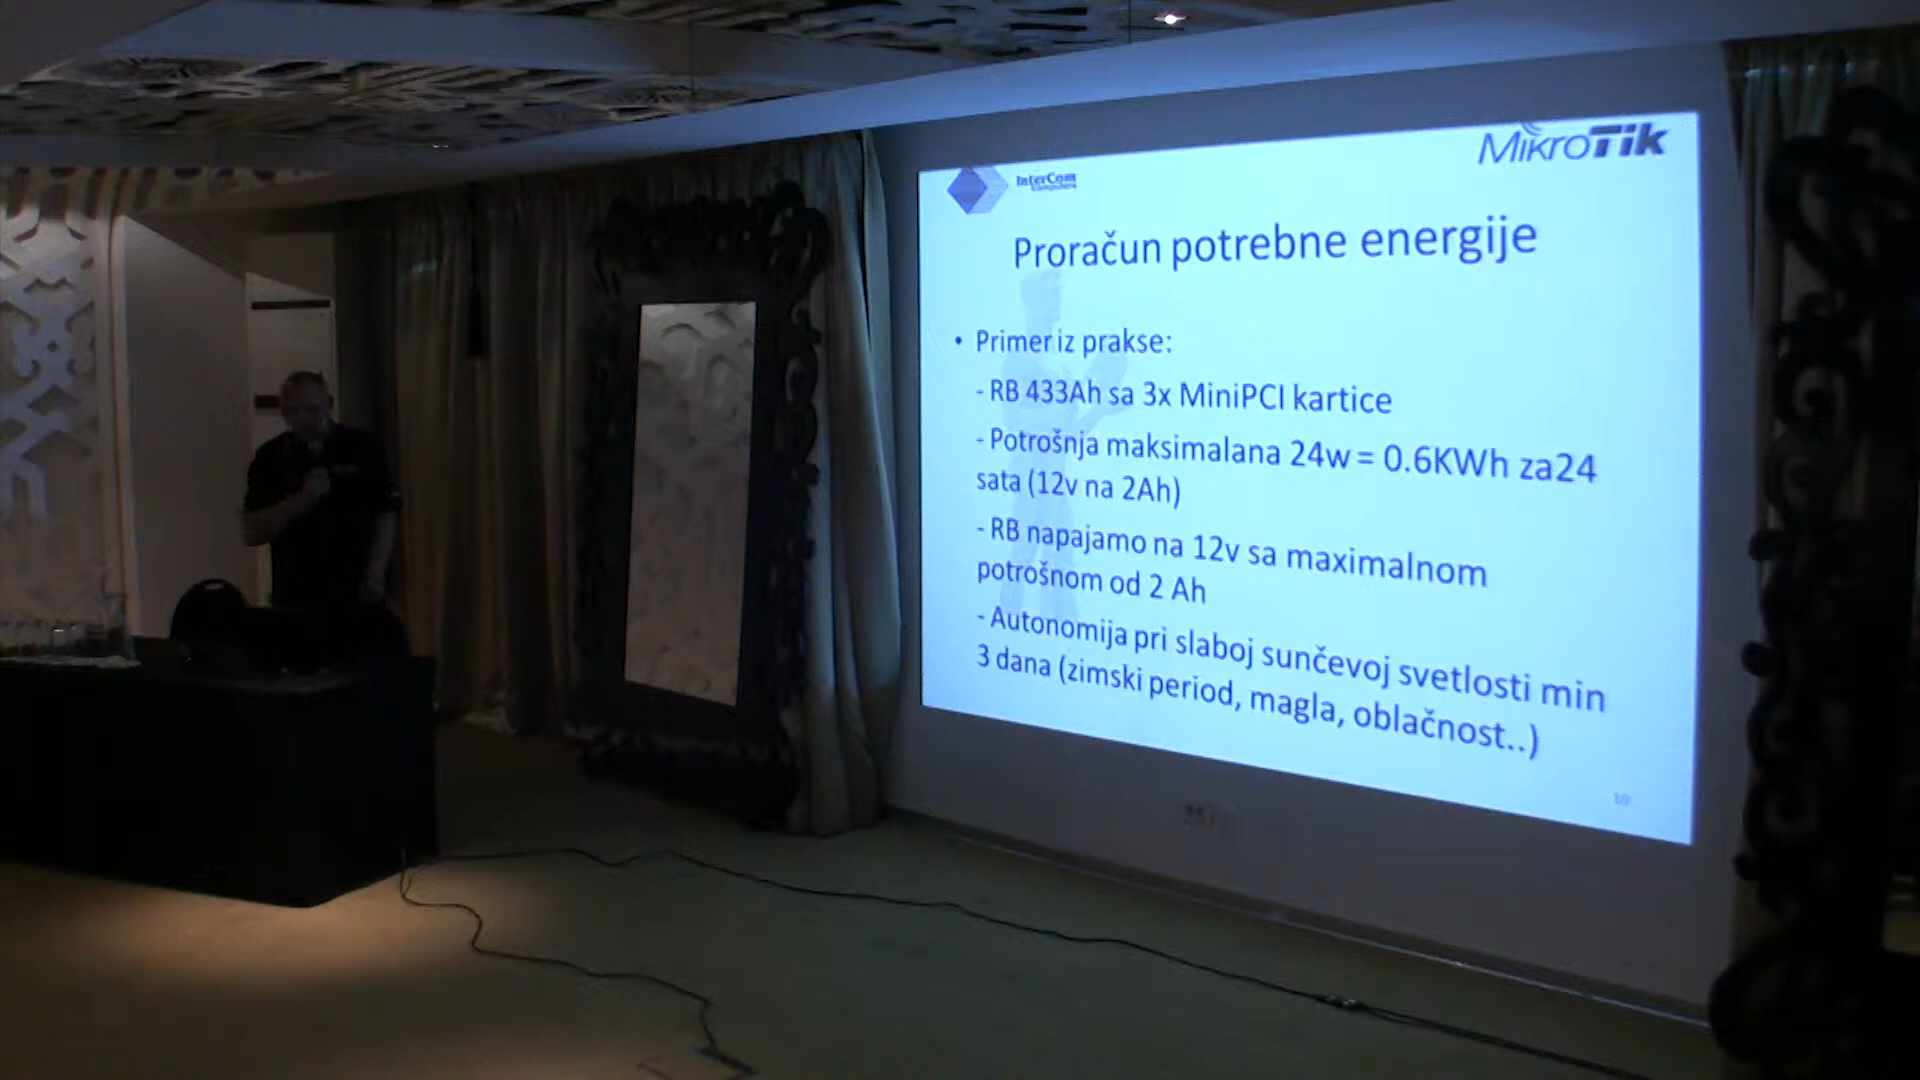 MikroTik
InterCom
Computers
Proračun potrebne energije
• Primer iz prakse:
- RB 433Ah sa 3x MiniPCI kartice
- Potrošnja maksimalana 24w = 0.6KWh za24
sata (12v na 2Ah)
- RB napajamo na 12v sa maximalnom
potrošnom od 2 Ah
- Autonomija pri slaboj sunčevoj svetlosti min
3 dana (zimski period, magla, oblačnost..)